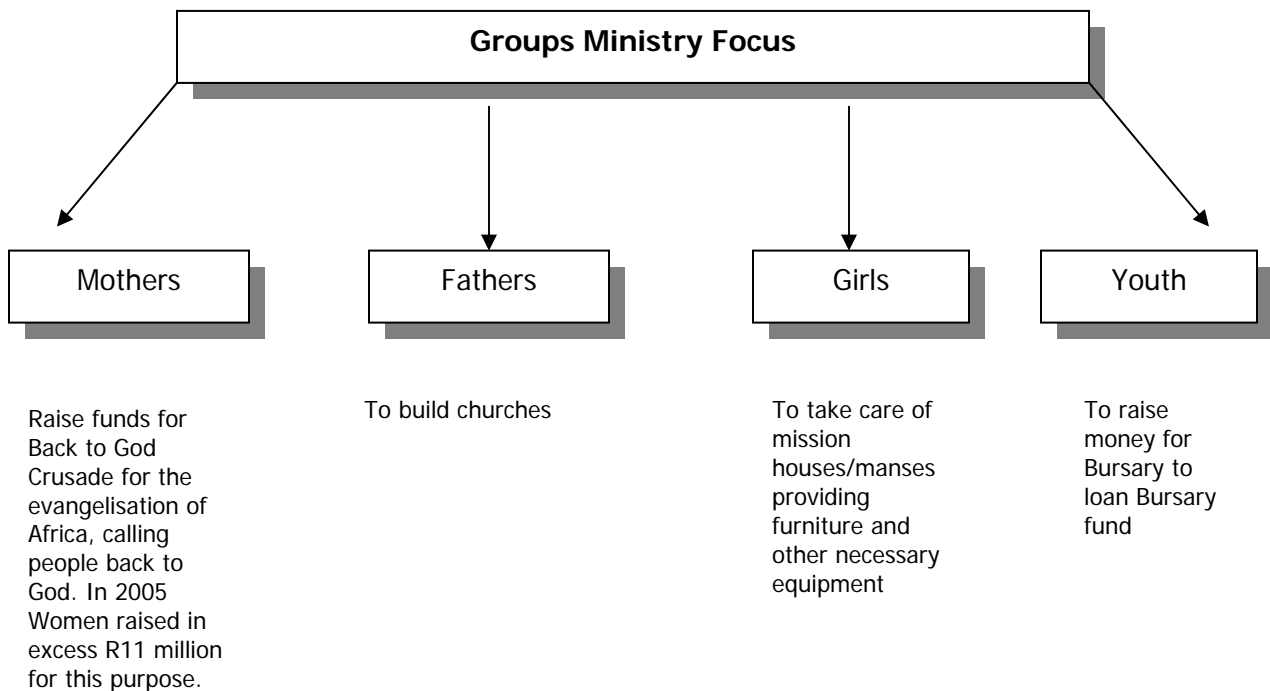 Groups Ministry Focus
Mothers
Fathers
Girls
Youth
Raise funds for
Back to God
Crusade for the
evangelisation of
Africa, calling
people back to
God. In 2005
Women raised in
excess R11 million
for this purpose.
To build churches
To take care of
mission
houses/manses
providing
furniture and
other necessary
equipment
To raise
money for
Bursary to
loan Bursary
fund